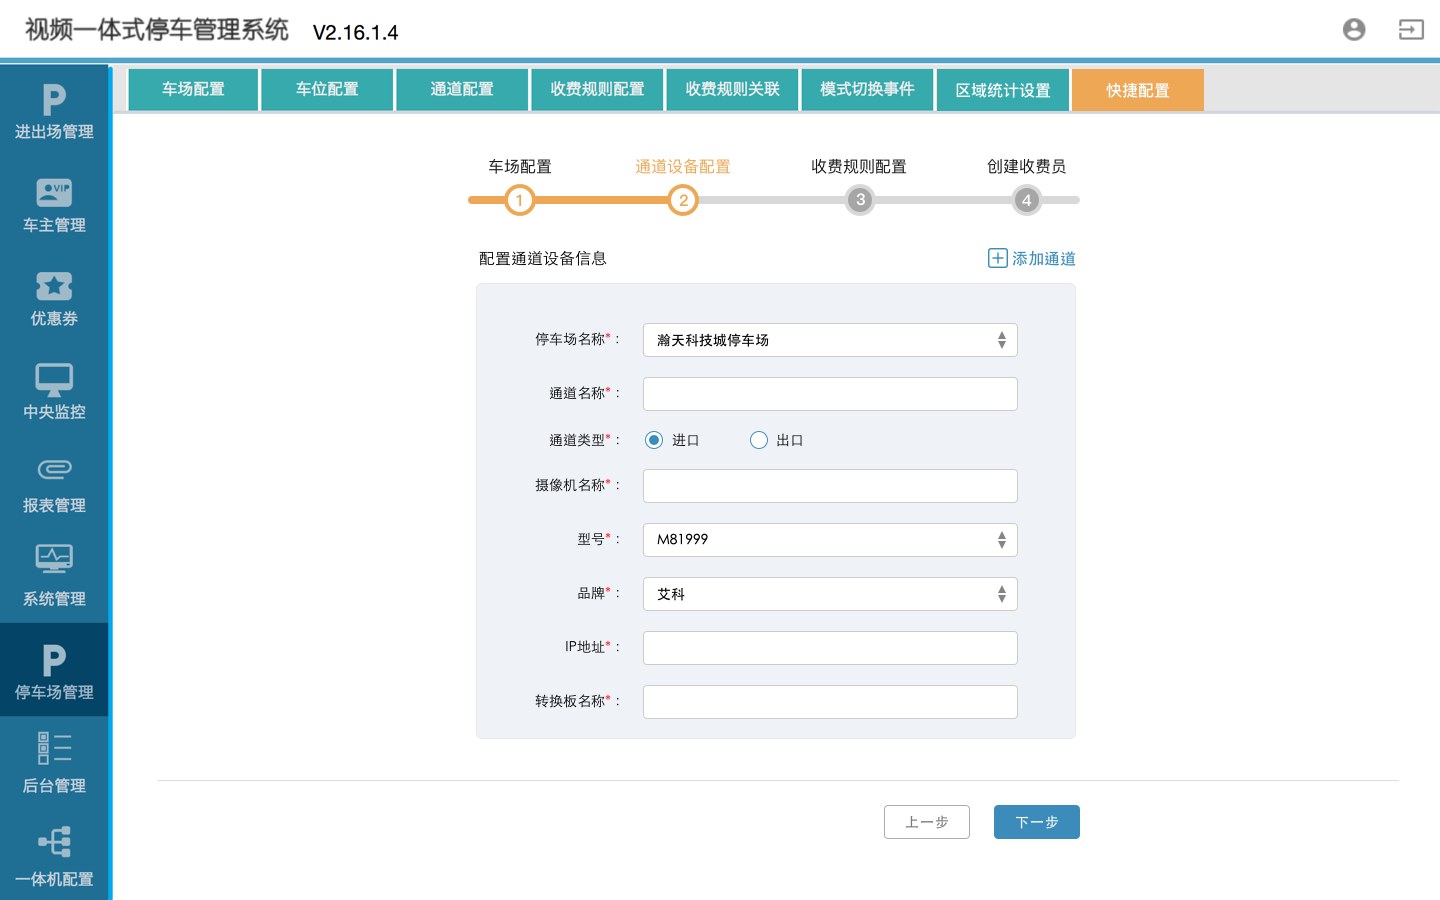 视频一体式停车管理系统 V2.16.1.4
车场配置 车位配置 通道配置 收费规则配置 收费规则关联 模式切换事件 区域统计设置 快捷配置
P
进出场管理
VIP
车主管理
优惠券
中央监控
报表管理
系统管理
P
停车场管理
后台管理
一体机配置
车场配置 通道设备配置 收费规则配置 创建收费员
1 2 3 4
配置通道设备信息 添加通道
停车场名称*： 瀚天科技城停车场
通道名称*：
通道类型*： 进口 出口
摄像机名称*：
型号*： M81999
品牌*： 艾科
IP地址*：
转换板名称*：
上一步 下一步